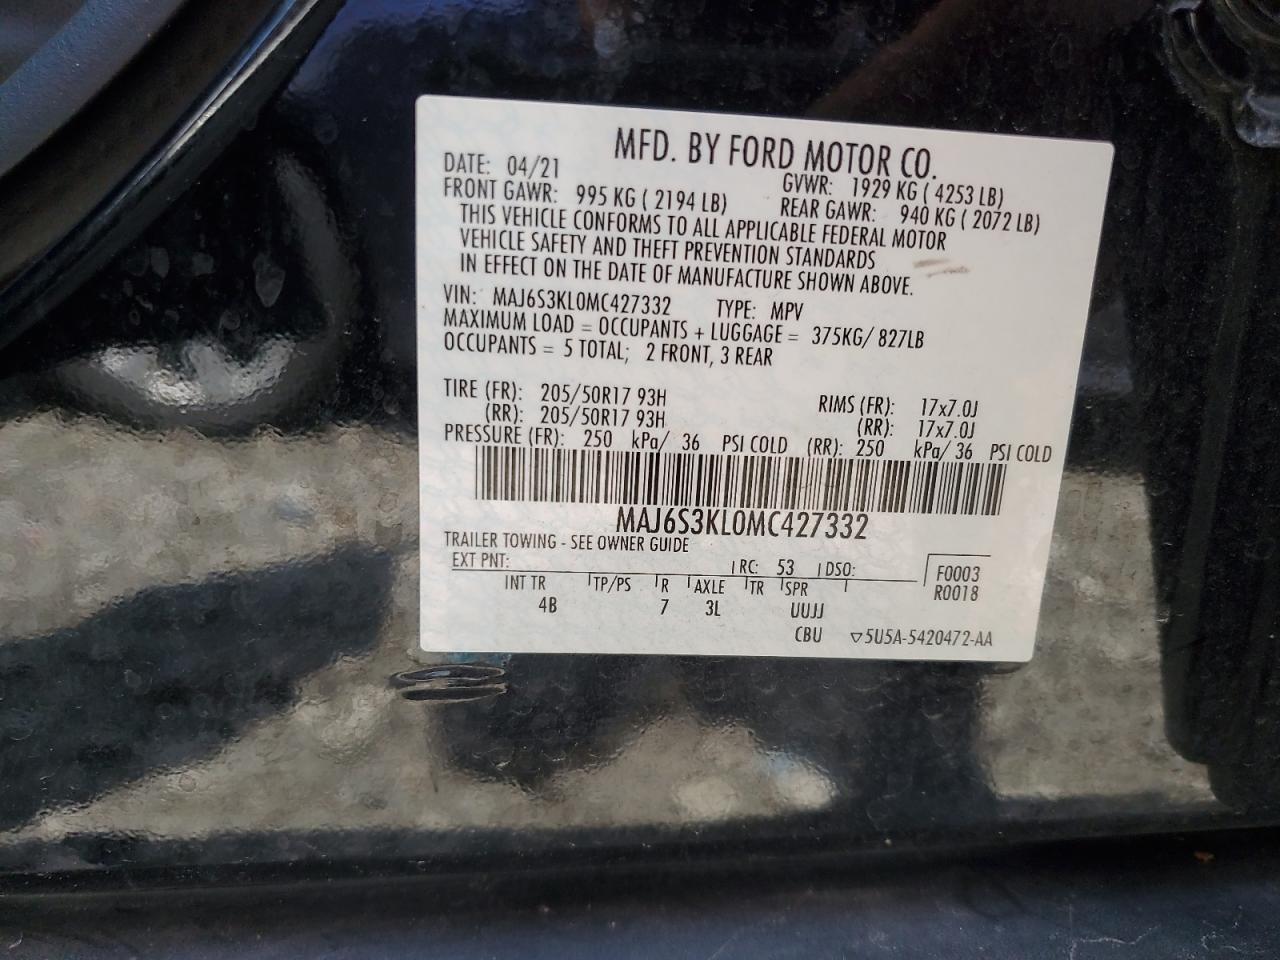 MFD. BY FORD MOTOR CO.
DATE: 04/21 GVWR: 1929 KG ( 4253 LB)
FRONT GAWR: 995 KG ( 2194 LB) REAR GAWR: 940 KG ( 2072 LB)
THIS VEHICLE CONFORMS TO ALL APPLICABLE FEDERAL MOTOR
VEHICLE SAFETY AND THEFT PREVENTION STANDARDS
IN EFFECT ON THE DATE OF MANUFACTURE SHOWN ABOVE.
VIN: MAJ6S3KL0MC427332 TYPE: MPV
MAXIMUM LOAD = OCCUPANTS + LUGGAGE = 375KG/ 827LB
OCCUPANTS = 5 TOTAL; 2 FRONT, 3 REAR
TIRE (FR): 205/50R17 93H RIMS (FR): 17x7.0J
(RR): 205/50R17 93H (RR): 17x7.0J
PRESSURE (FR): 250 kPa/ 36 PSI COLD (RR): 250 kPa/ 36 PSI COLD
MAJ6S3KL0MC427332
TRAILER TOWING - SEE OWNER GUIDE
EXT PNT: RC: 53 DSO:
INT TR TP/PS R AXLE TR SPR
4B 7 3L UUJJ
F0003
R0018
CBU ▽5U5A-5420472-AA